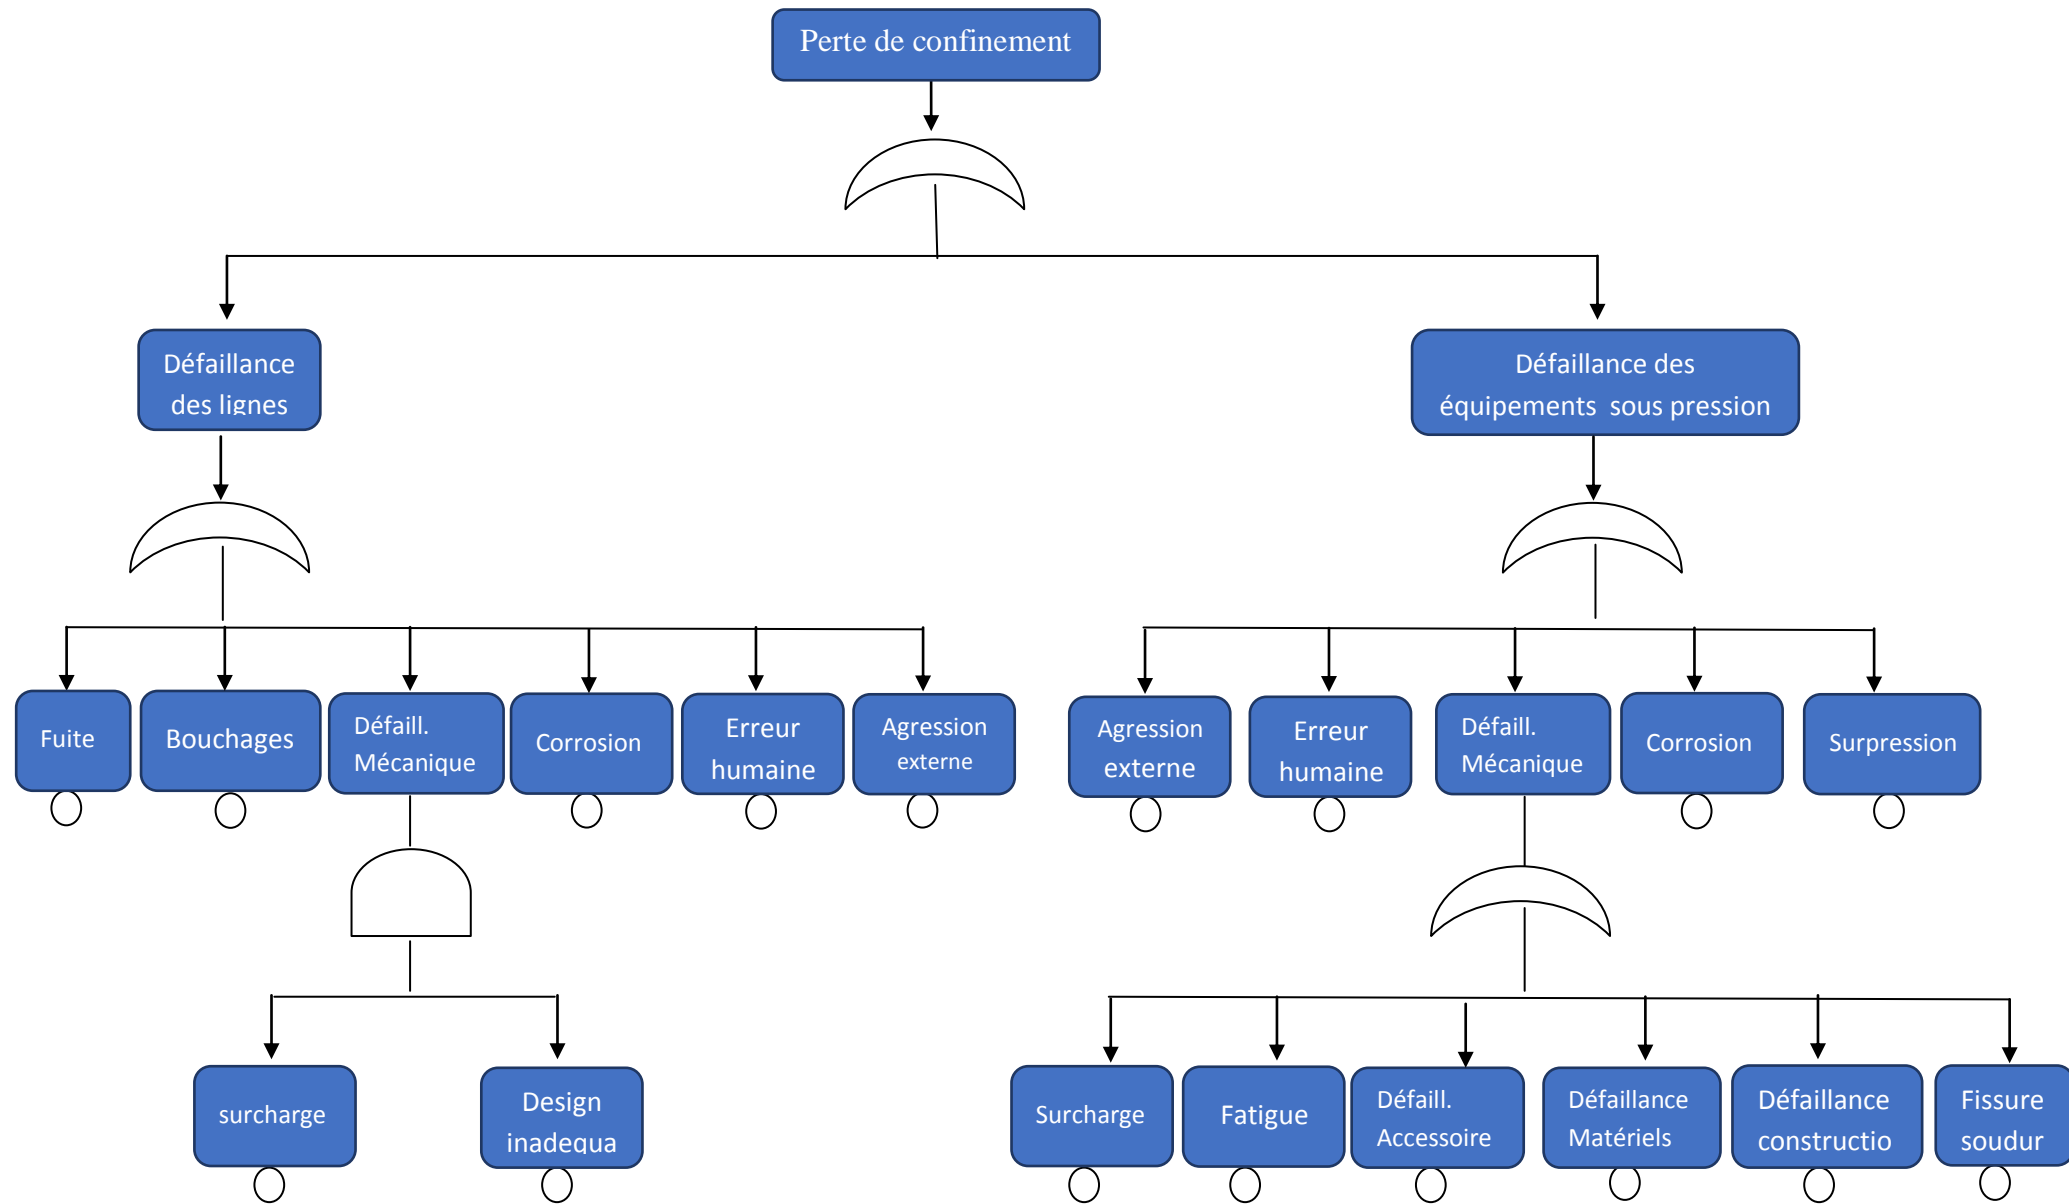 Perte de confinement
Défaillance
des lignes
Défaillance des
équipements sous pression
Fuite
Bouchages
Défaill.
Mécanique
Corrosion
Erreur
humaine
Agression
externe
Agression
externe
Erreur
humaine
Défaill.
Mécanique
Corrosion
Surpression
surcharge
Design
inadequa
Surcharge
Fatigue
Défaill.
Accessoire
Défaillance
Matériels
Défaillance
constructio
Fissure
soudur